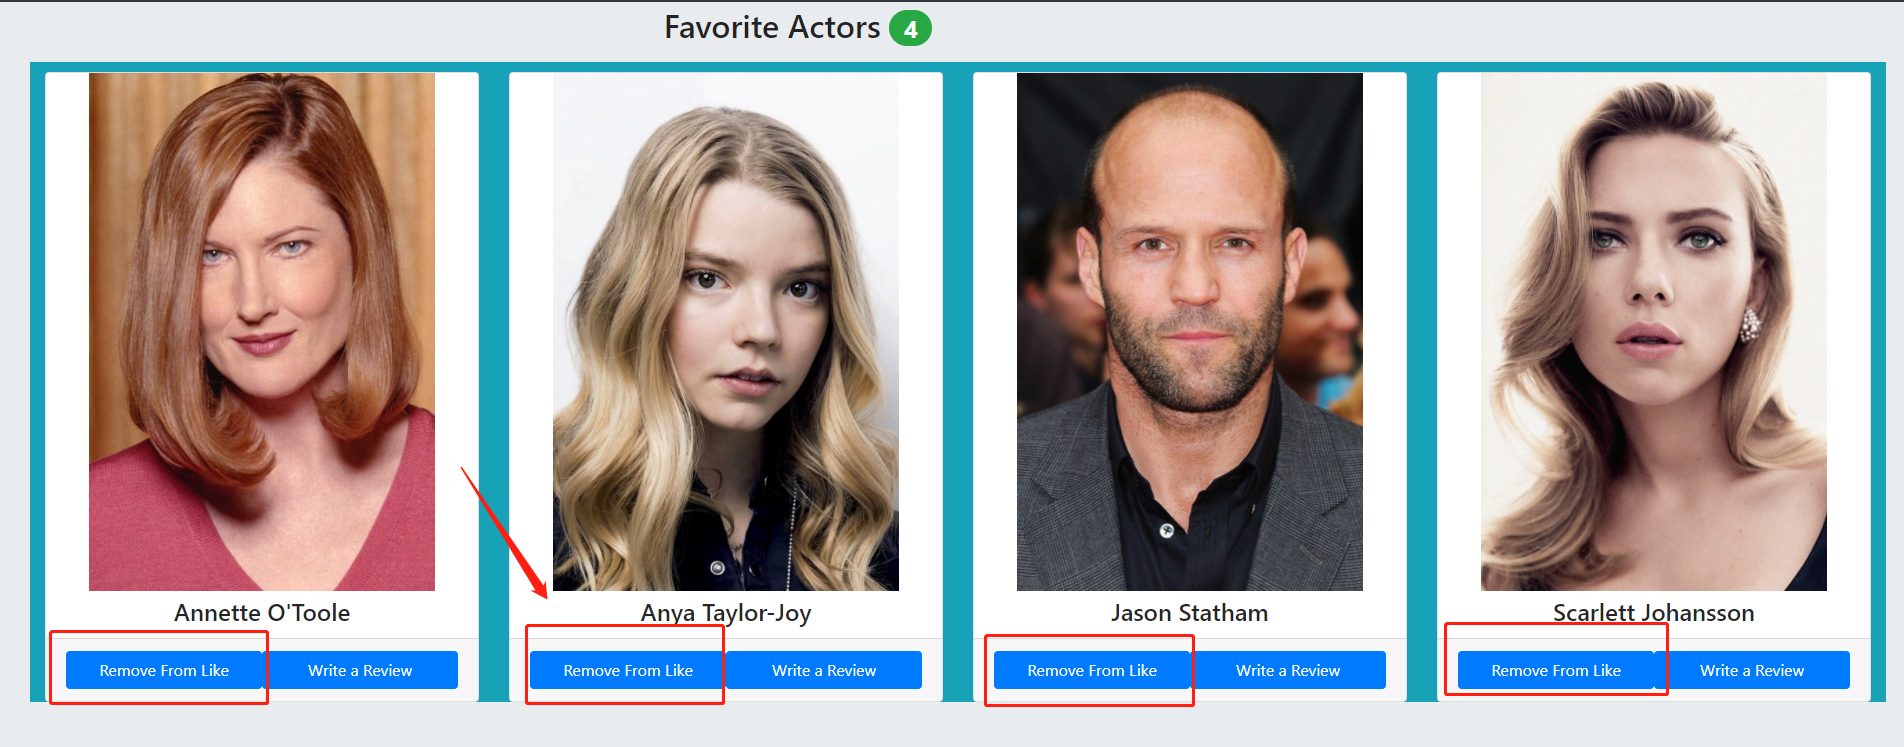 Favorite Actors 4
Annette O'Toole
Anya Taylor-Joy
Jason Statham
Scarlett Johansson
Remove From Like
Write a Review
Remove From Like
Write a Review
Remove From Like
Write a Review
Remove From Like
Write a Review